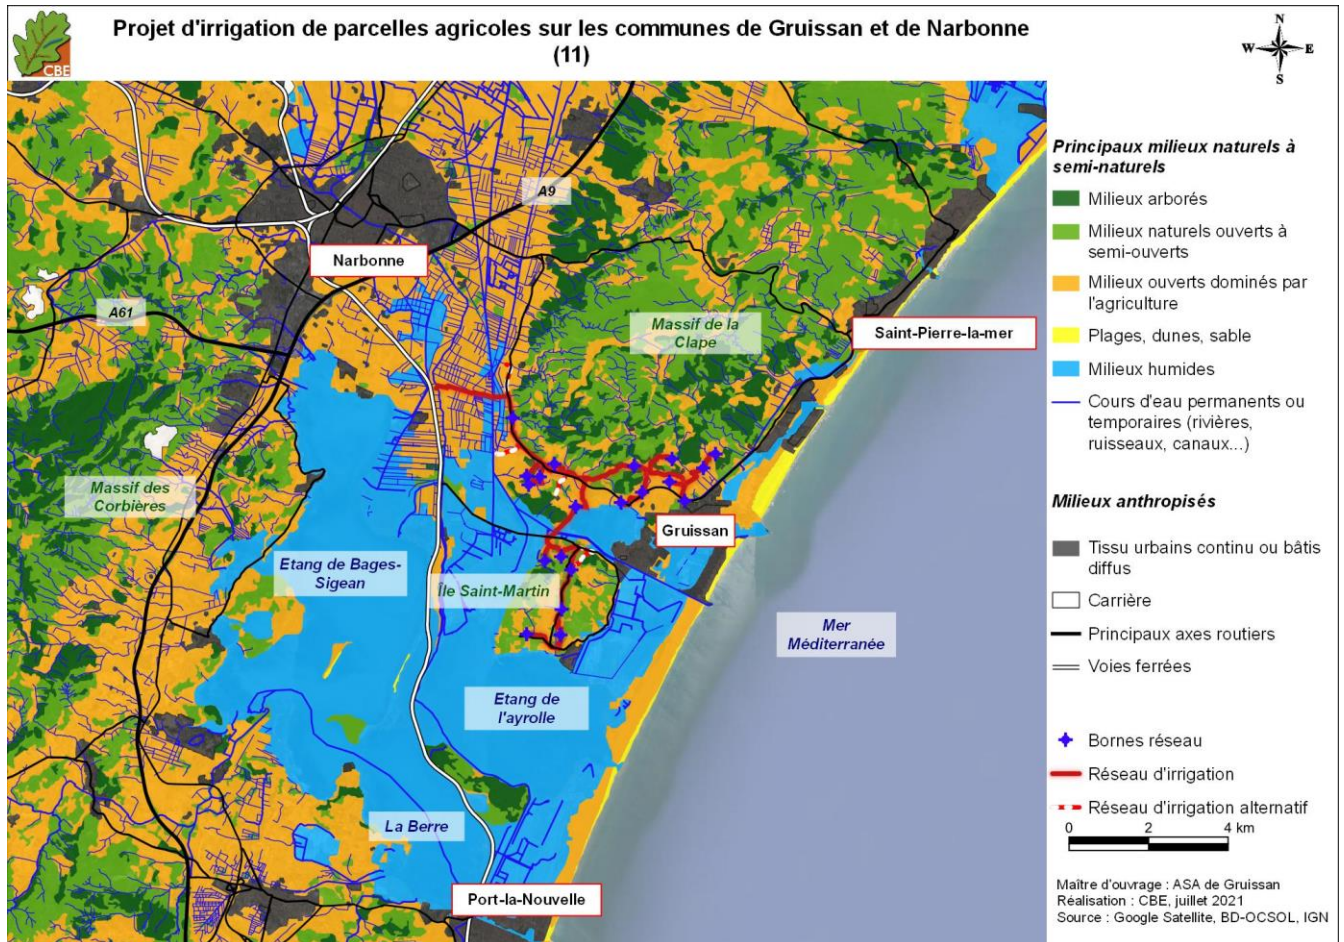 Projet d'irrigation de parcelles agricoles sur les communes de Gruissan et de Narbonne
(11)
CBE
N
W
E
S
A9
Narbonne
A61
Massif de la
Clape
Saint-Pierre-la-mer
Massif des
Corbières
Gruissan
Etang de Bages-
Sigean
Île Saint-Martin
Mer
Méditerranée
Etang de
l'ayrolle
La Berre
Port-la-Nouvelle
Principaux milieux naturels à
semi-naturels
Milieux arborés
Milieux naturels ouverts à
semi-ouverts
Milieux ouverts dominés par
l'agriculture
Plages, dunes, sable
Milieux humides
Cours d'eau permanents ou
temporaires (rivières,
ruisseaux, canaux...)
Milieux anthropisés
Tissu urbains continu ou bâtis
diffus
Carrière
Principaux axes routiers
Voies ferrées
Bornes réseau
Réseau d'irrigation
Réseau d'irrigation alternatif
0 2 4 km
Maître d'ouvrage : ASA de Gruissan
Réalisation : CBE, juillet 2021
Source : Google Satellite, BD-OCSOL, IGN